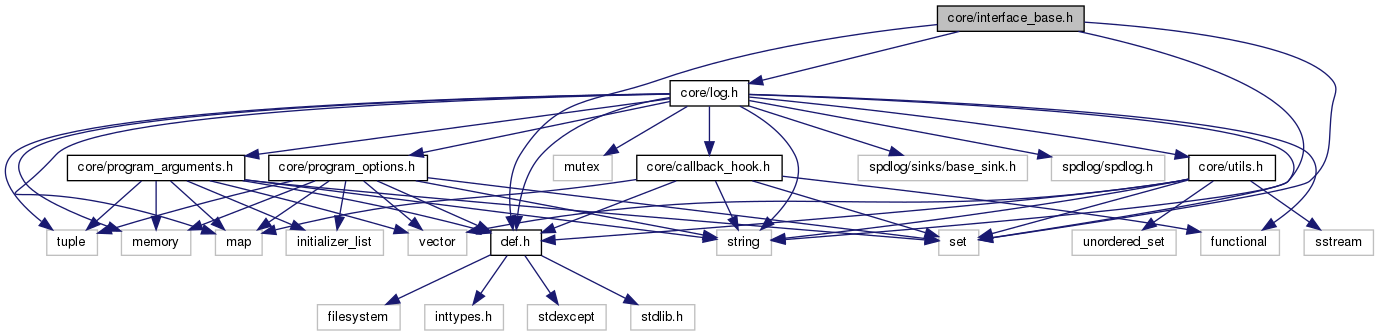 core/interface_base.h
core/log.h
core/program_arguments.h
core/program_options.h
mutex
core/callback_hook.h
spdlog/sinks/base_sink.h
spdlog/spdlog.h
core/utils.h
tuple
memory
map
initializer_list
vector
def.h
string
set
unordered_set
functional
sstream
filesystem
inttypes.h
stdexcept
stdlib.h